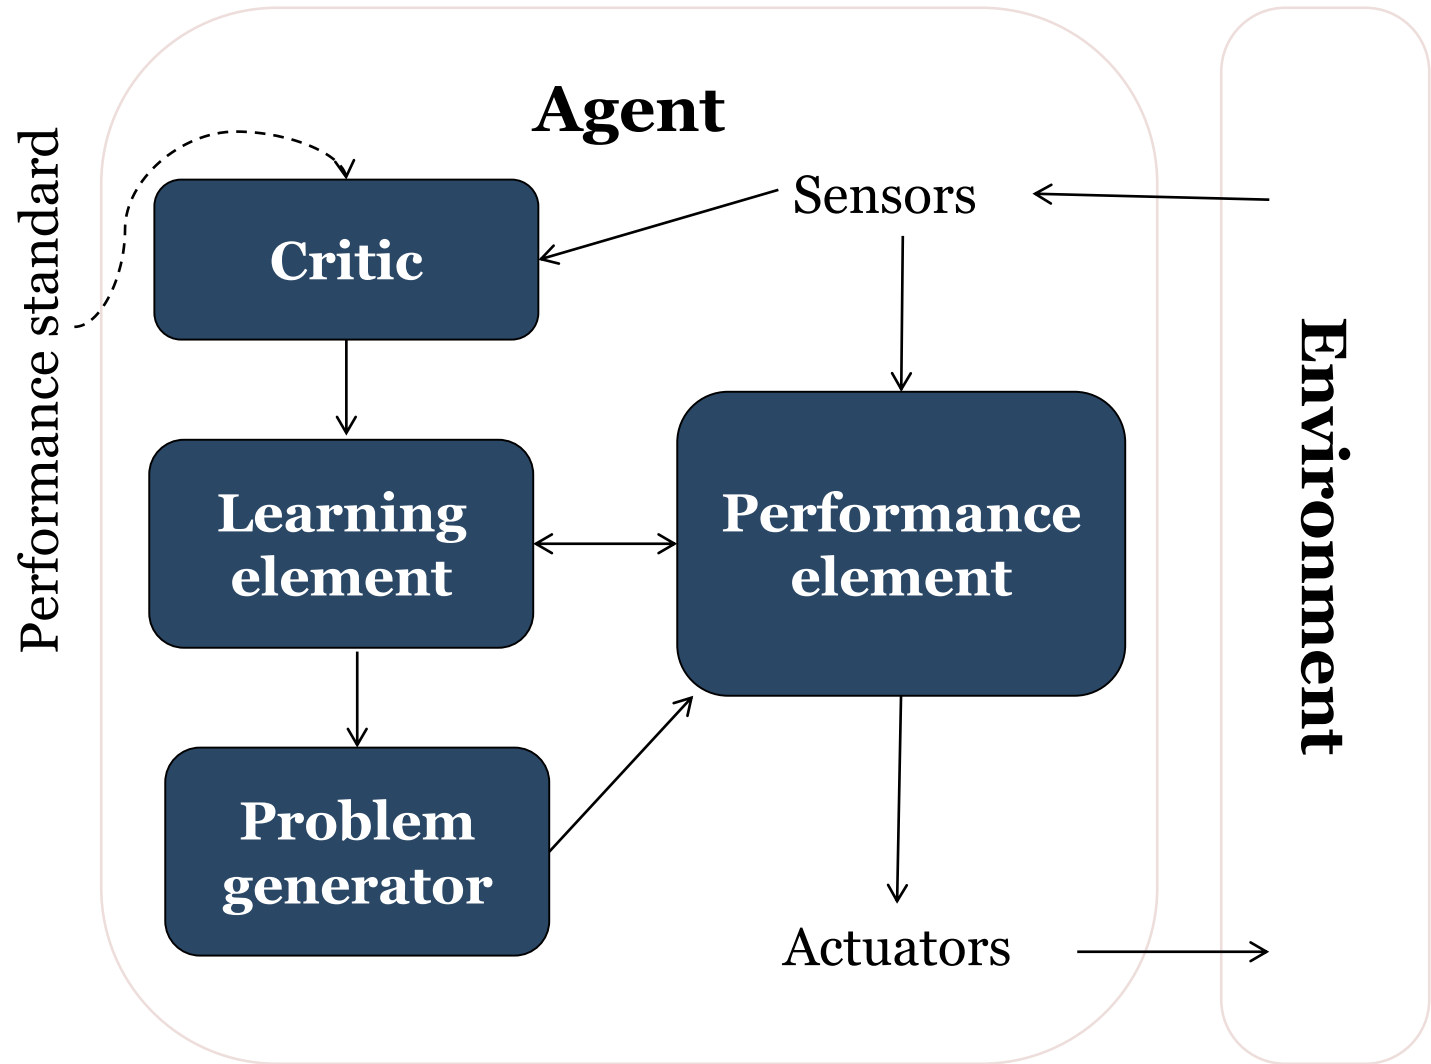 Agent
Performance standard
Sensors
Critic
Environment
Learning
element
Performance
element
Problem
generator
Actuators